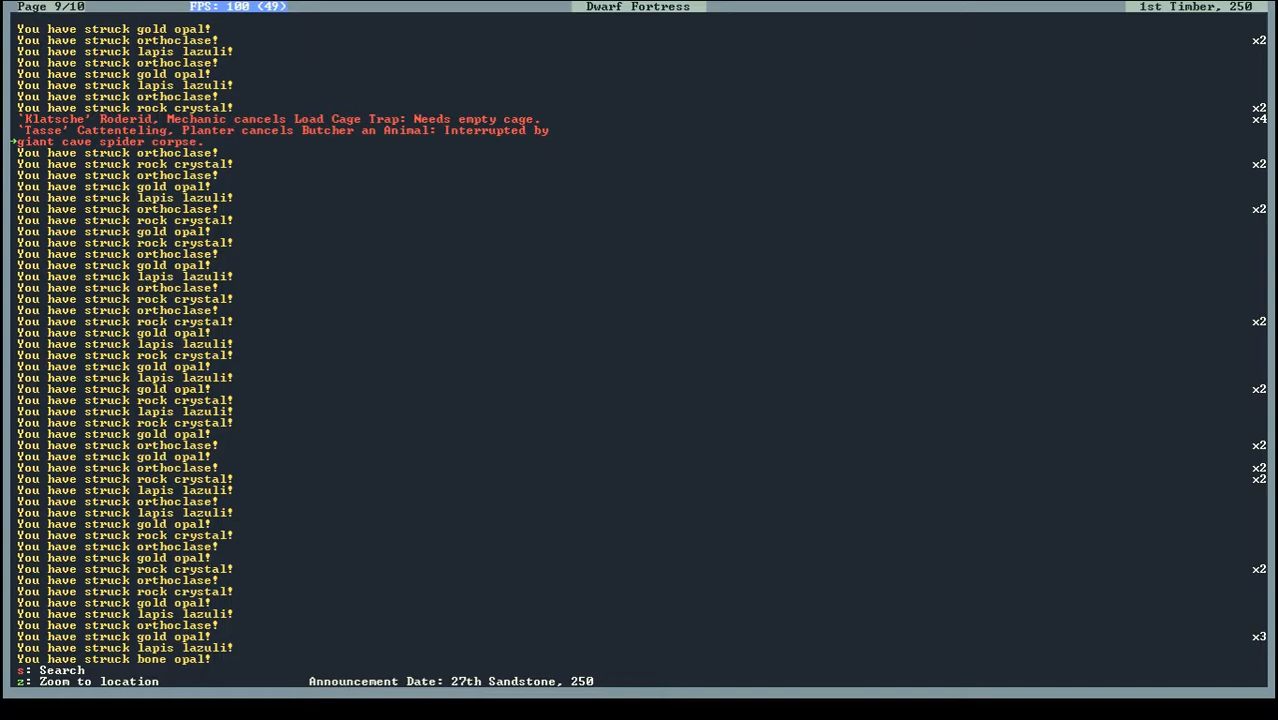 Page 9/10 FPS: 100 (49) Dwarf Fortress 1st Timber, 250
You have struck gold opal!
You have struck orthoclase! x2
You have struck lapis lazuli!
You have struck orthoclase!
You have struck gold opal!
You have struck lapis lazuli!
You have struck orthoclase!
You have struck rock crystal! x2
`Klatsche' Roderid, Mechanic cancels Load Cage Trap: Needs empty cage. x4
`Tasse' Cattenteling, Planter cancels Butcher an Animal: Interrupted by
giant cave spider corpse.
You have struck orthoclase!
You have struck rock crystal! x2
You have struck orthoclase!
You have struck gold opal!
You have struck lapis lazuli!
You have struck orthoclase! x2
You have struck rock crystal!
You have struck gold opal!
You have struck rock crystal!
You have struck orthoclase!
You have struck gold opal!
You have struck lapis lazuli!
You have struck orthoclase!
You have struck rock crystal!
You have struck orthoclase!
You have struck rock crystal! x2
You have struck gold opal!
You have struck lapis lazuli!
You have struck rock crystal!
You have struck gold opal!
You have struck lapis lazuli!
You have struck gold opal! x2
You have struck rock crystal!
You have struck lapis lazuli!
You have struck rock crystal!
You have struck gold opal!
You have struck orthoclase! x2
You have struck gold opal!
You have struck orthoclase! x2
You have struck rock crystal! x2
You have struck lapis lazuli!
You have struck orthoclase!
You have struck lapis lazuli!
You have struck gold opal!
You have struck rock crystal!
You have struck orthoclase!
You have struck gold opal!
You have struck rock crystal! x2
You have struck orthoclase!
You have struck rock crystal!
You have struck gold opal!
You have struck lapis lazuli!
You have struck orthoclase!
You have struck gold opal! x3
You have struck lapis lazuli!
You have struck bone opal!
s: Search
z: Zoom to location Announcement Date: 27th Sandstone, 250